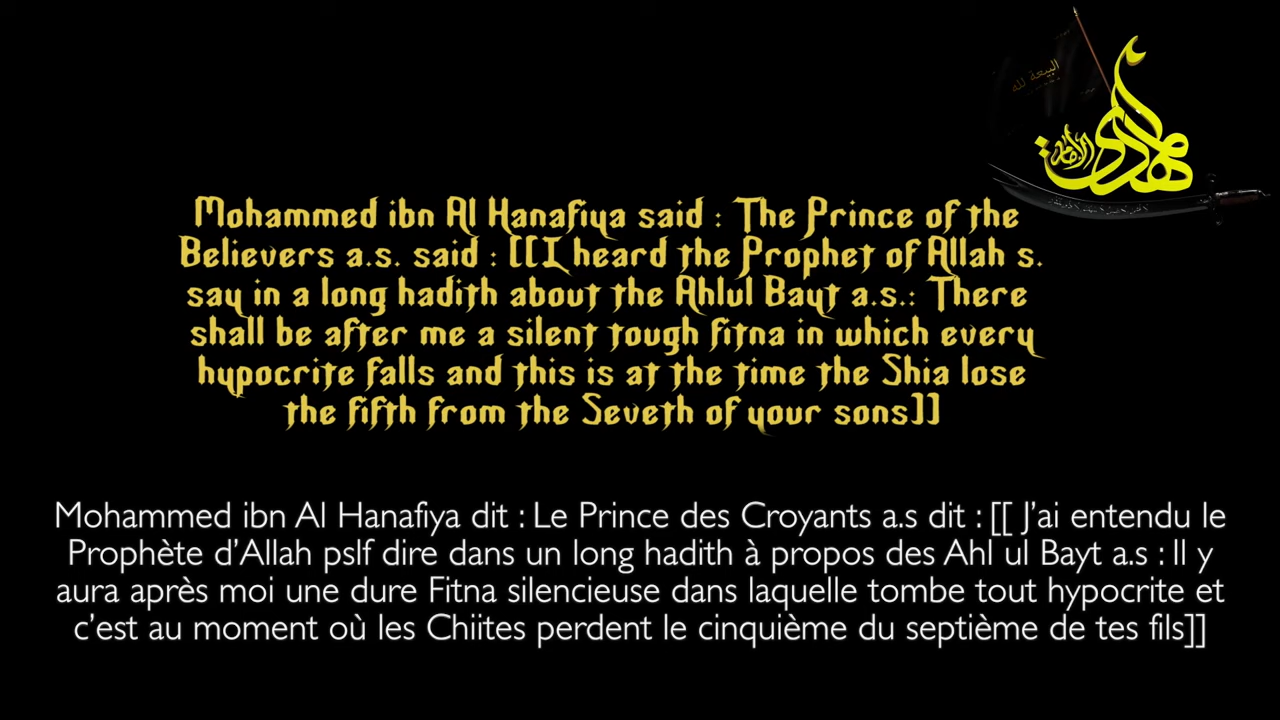 البيعة لله
مهدي
Mohammed ibn Al Hanafiya said : The Prince of the
Believers a.s. said : [[I heard the Prophet of Allah s.
say in a long hadith about the Ahlul Bayt a.s.: There
shall be after me a silent tough fitna in which every
hypocrite falls and this is at the time the Shia lose
the fifth from the Seveth of your sons]]
Mohammed ibn Al Hanafiya dit : Le Prince des Croyants a.s dit : [[ J’ai entendu le
Prophète d’Allah pslf dire dans un long hadith à propos des Ahl ul Bayt a.s : Il y
aura après moi une dure Fitna silencieuse dans laquelle tombe tout hypocrite et
c’est au moment où les Chiites perdent le cinquième du septième de tes fils]]